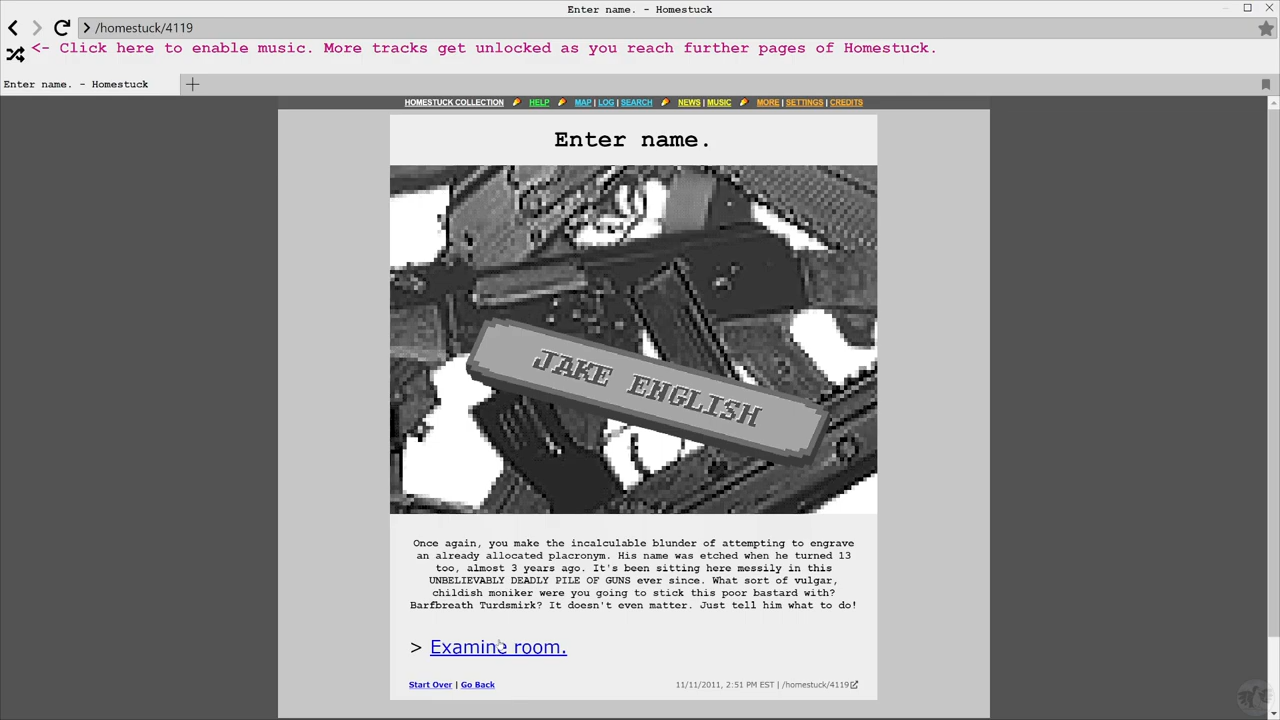 Enter name. - Homestuck
/homestuck/4119
<- Click here to enable music. More tracks get unlocked as you reach further pages of Homestuck.
Enter name. - Homestuck
HOMESTUCK COLLECTION HELP MAP | LOG | SEARCH NEWS | MUSIC MORE | SETTINGS | CREDITS
Enter name.
JAKE ENGLISH
Once again, you make the incalculable blunder of attempting to engrave
an already allocated placronym. His name was etched when he turned 13
too, almost 3 years ago. It's been sitting here messily in this
UNBELIEVABLY DEADLY PILE OF GUNS ever since. What sort of vulgar,
childish moniker were you going to stick this poor bastard with?
Barfbreath Turdsmirk? It doesn't even matter. Just tell him what to do!
> Examine room.
Start Over | Go Back
11/11/2011, 2:51 PM EST | /homestuck/4119